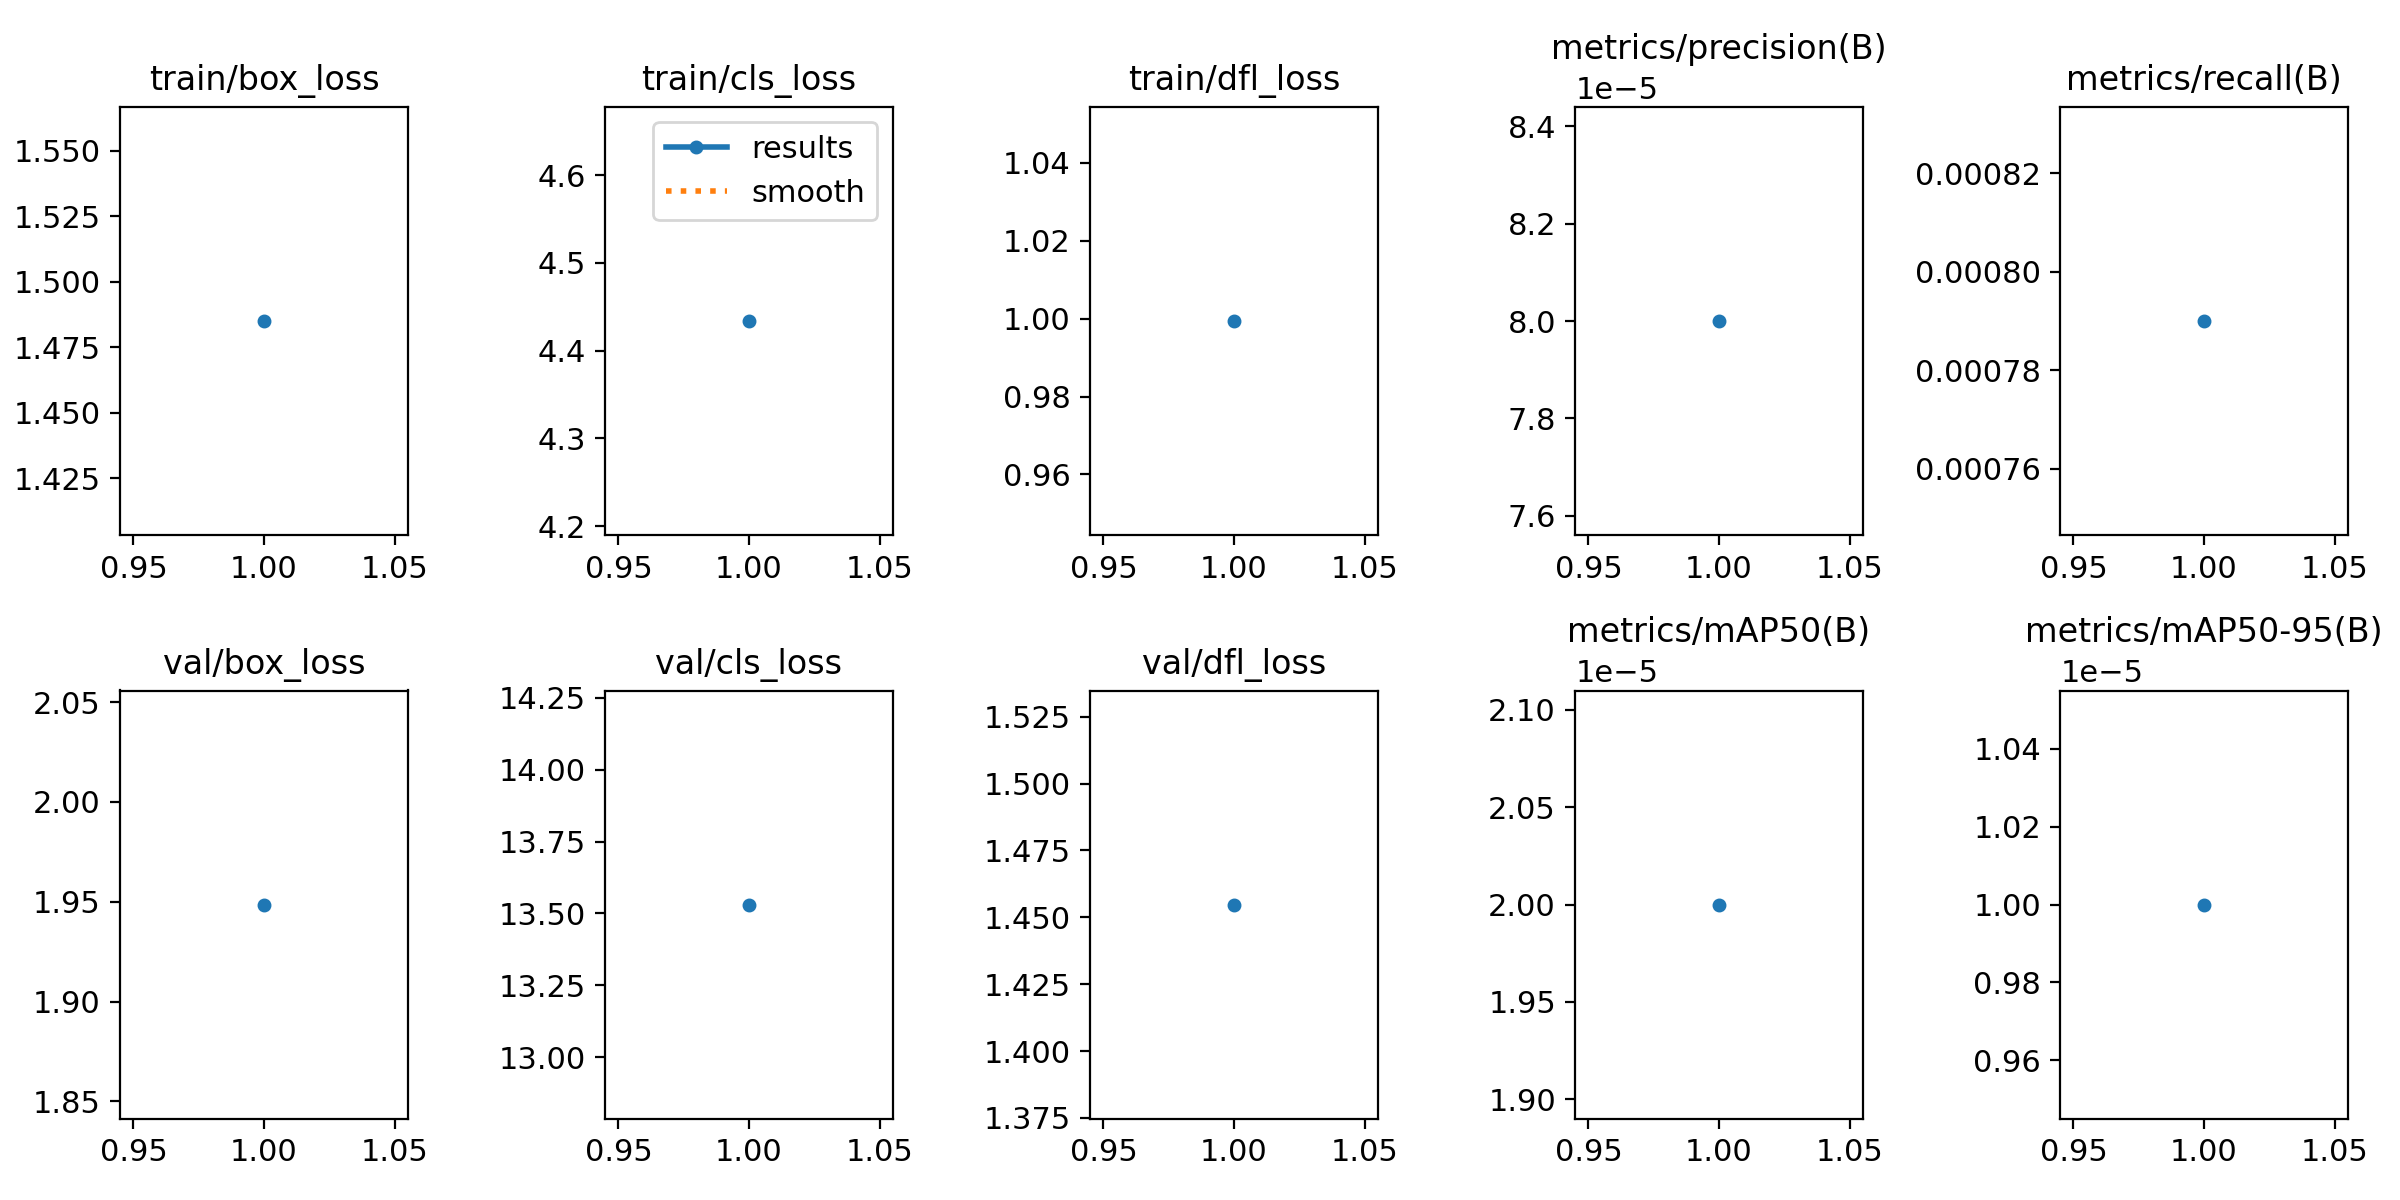 train/box_loss
1.550
1.525
1.500
1.475
1.450
1.425
0.95 1.00 1.05
train/cls_loss
results
smooth
4.6
4.5
4.4
4.3
4.2
0.95 1.00 1.05
train/dfl_loss
1.04
1.02
1.00
0.98
0.96
0.95 1.00 1.05
metrics/precision(B)
1e−5
8.4
8.2
8.0
7.8
7.6
0.95 1.00 1.05
metrics/recall(B)
0.00082
0.00080
0.00078
0.00076
0.95 1.00 1.05
val/box_loss
2.05
2.00
1.95
1.90
1.85
0.95 1.00 1.05
val/cls_loss
14.25
14.00
13.75
13.50
13.25
13.00
0.95 1.00 1.05
val/dfl_loss
1.525
1.500
1.475
1.450
1.425
1.400
1.375
0.95 1.00 1.05
metrics/mAP50(B)
1e−5
2.10
2.05
2.00
1.95
1.90
0.95 1.00 1.05
metrics/mAP50-95(B)
1e−5
1.04
1.02
1.00
0.98
0.96
0.95 1.00 1.05